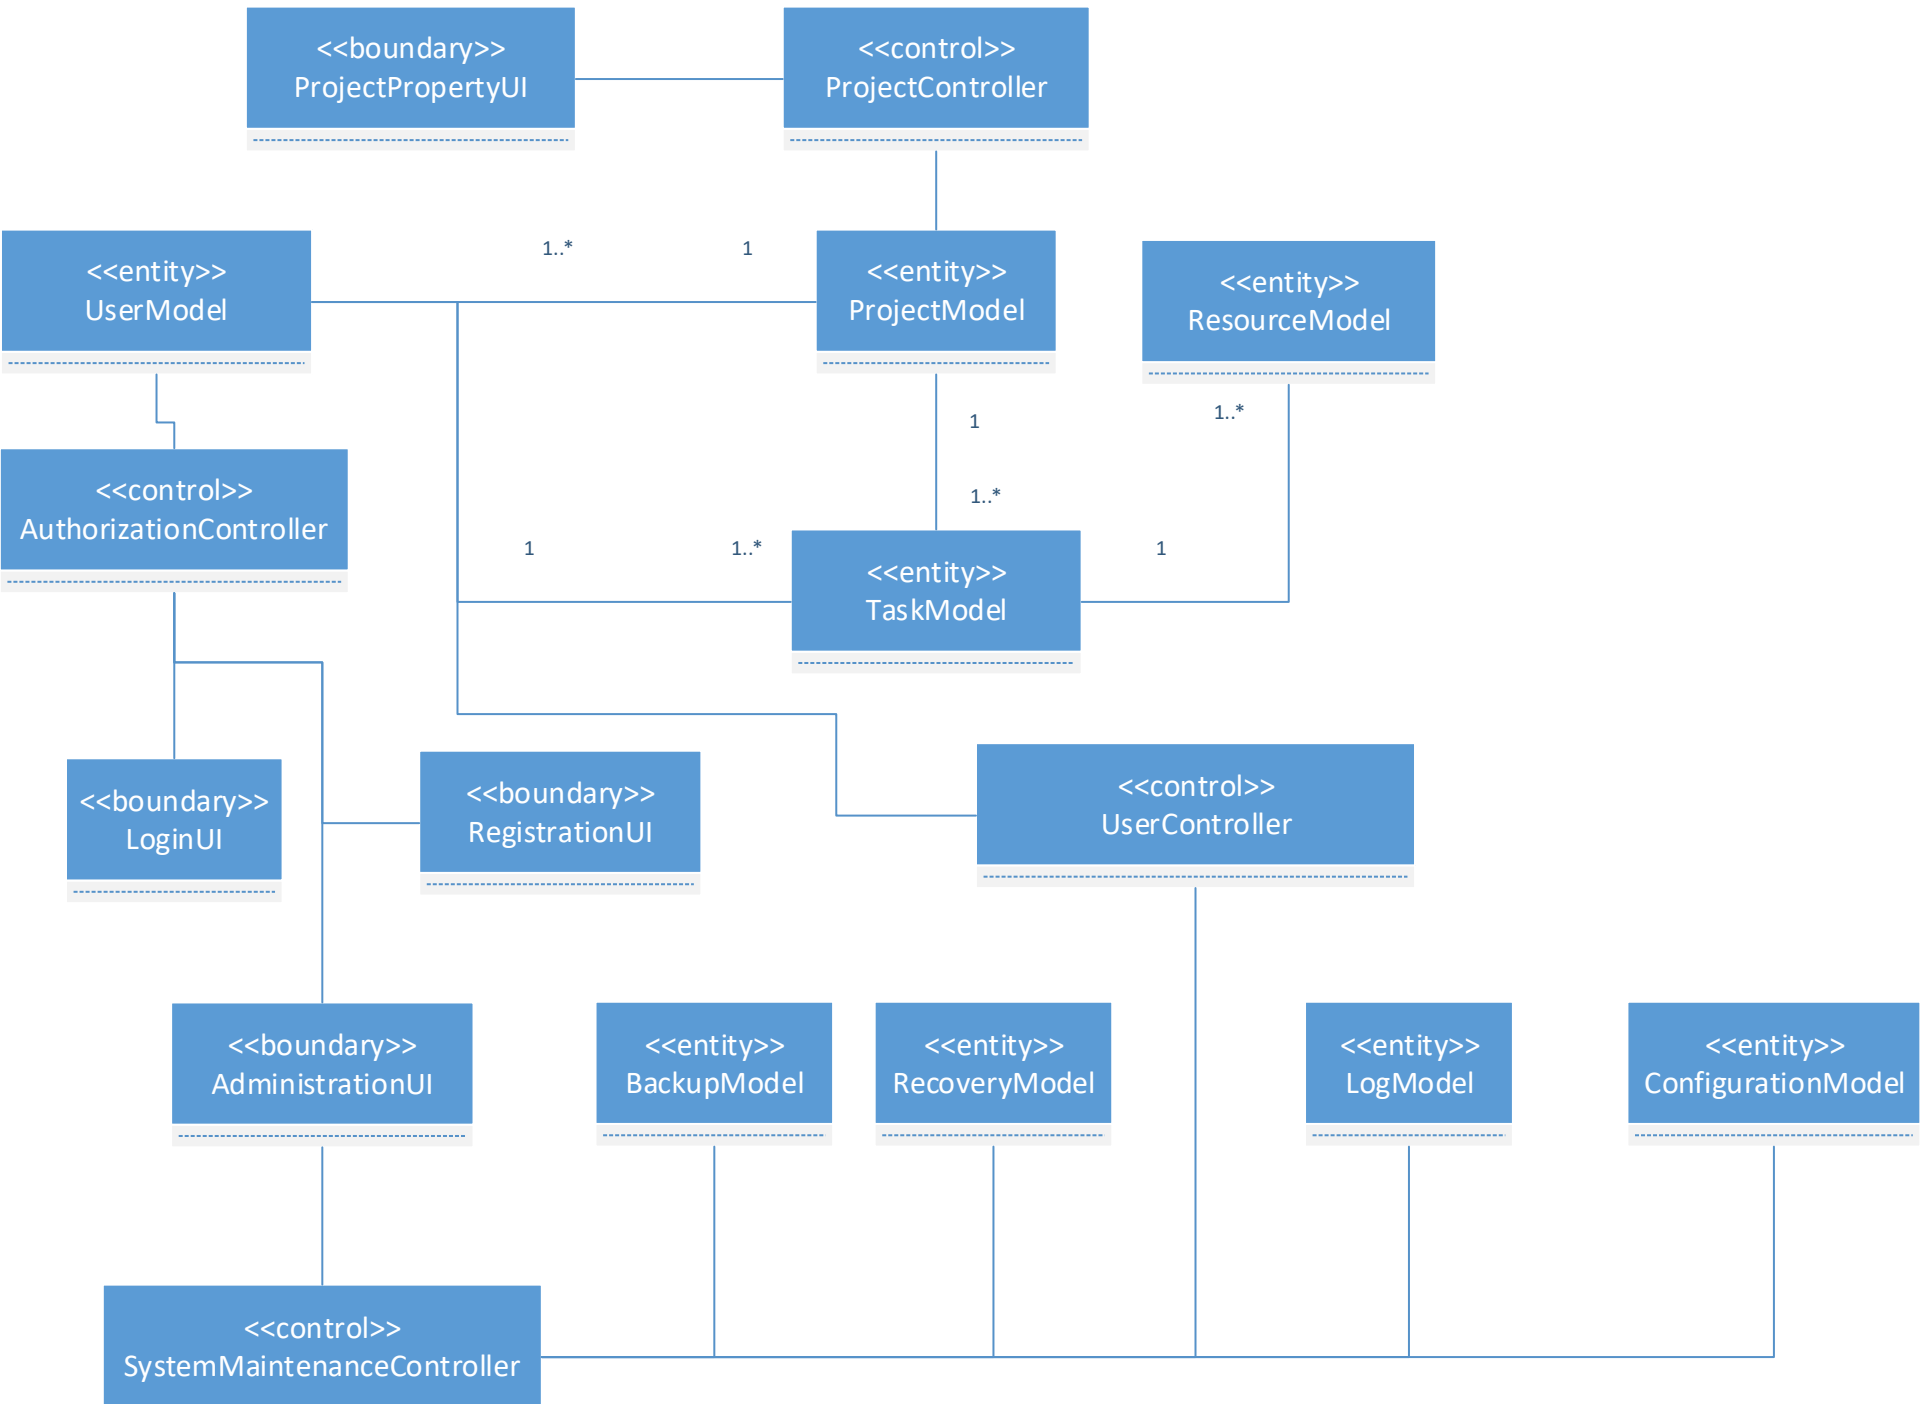 <<boundary>>
ProjectPropertyUI
<<control>>
ProjectController
<<entity>>
UserModel
1..*
1
<<entity>>
ProjectModel
<<entity>>
ResourceModel
1
1..*
1..*
<<control>>
AuthorizationController
1
1..*
<<entity>>
TaskModel
1
<<boundary>>
LoginUI
<<boundary>>
RegistrationUI
<<control>>
UserController
<<boundary>>
AdministrationUI
<<entity>>
BackupModel
<<entity>>
RecoveryModel
<<entity>>
LogModel
<<entity>>
ConfigurationModel
<<control>>
SystemMaintenanceController